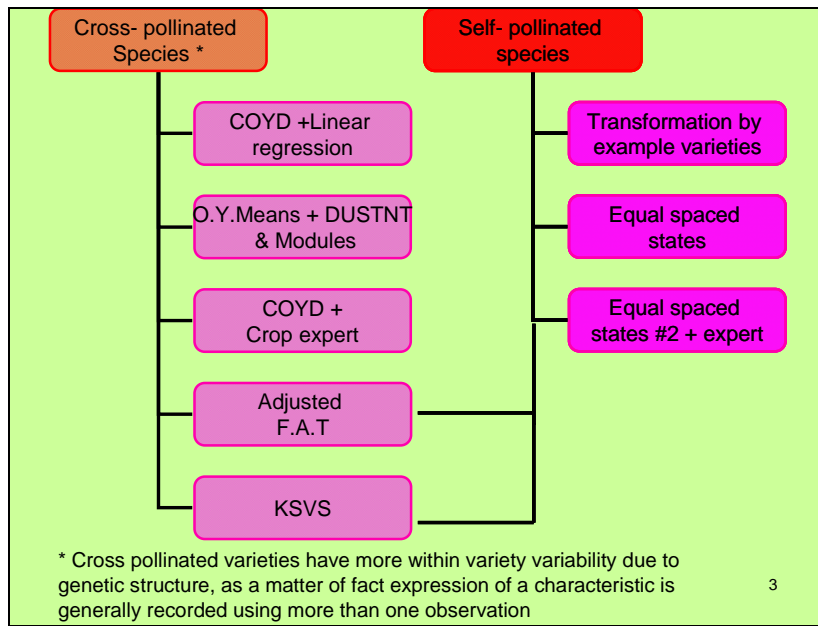 Cross- pollinated
Species *
Self- pollinated
species
COYD +Linear
regression
O.Y.Means + DUSTNT
& Modules
COYD +
Crop expert
Adjusted
F.A.T
KSVS
Transformation by
example varieties
Equal spaced
states
Equal spaced
states #2 + expert
* Cross pollinated varieties have more within variety variability due to
genetic structure, as a matter of fact expression of a characteristic is
generally recorded using more than one observation
3